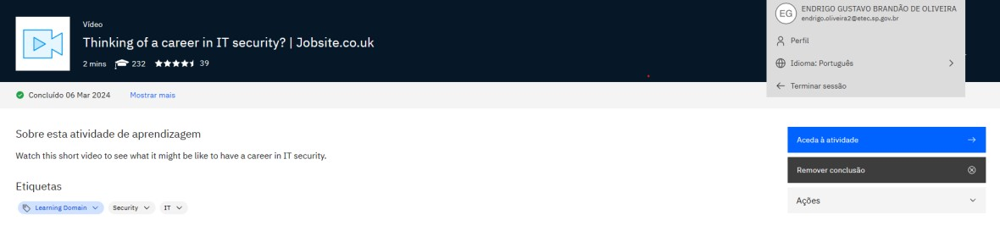 Vídeo
Thinking of a career in IT security? | Jobsite.co.uk
2 mins 232 39
EG
ENDRIGO GUSTAVO BRANDÃO DE OLIVEIRA
endrigo.oliveira2@etec.sp.gov.br
Perfil
Idioma: Português
Terminar sessão
Concluído 06 Mar 2024 Mostrar mais
Sobre esta atividade de aprendizagem
Watch this short video to see what it might be like to have a career in IT security.
Etiquetas
Learning Domain Security IT
Aceda à atividade
Remover conclusão
Ações